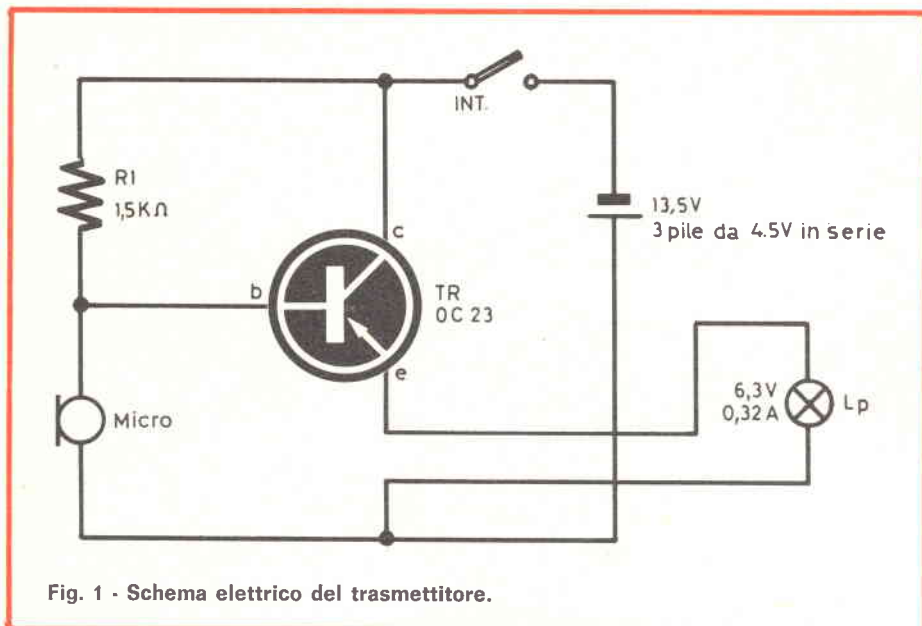 INT.
R1
1,5KΩ
13,5V
3 pile da 4.5V in serie
c
b
TR
OC 23
e
Micro
6,3V
0,32A
Lp
Fig. 1 - Schema elettrico del trasmettitore.